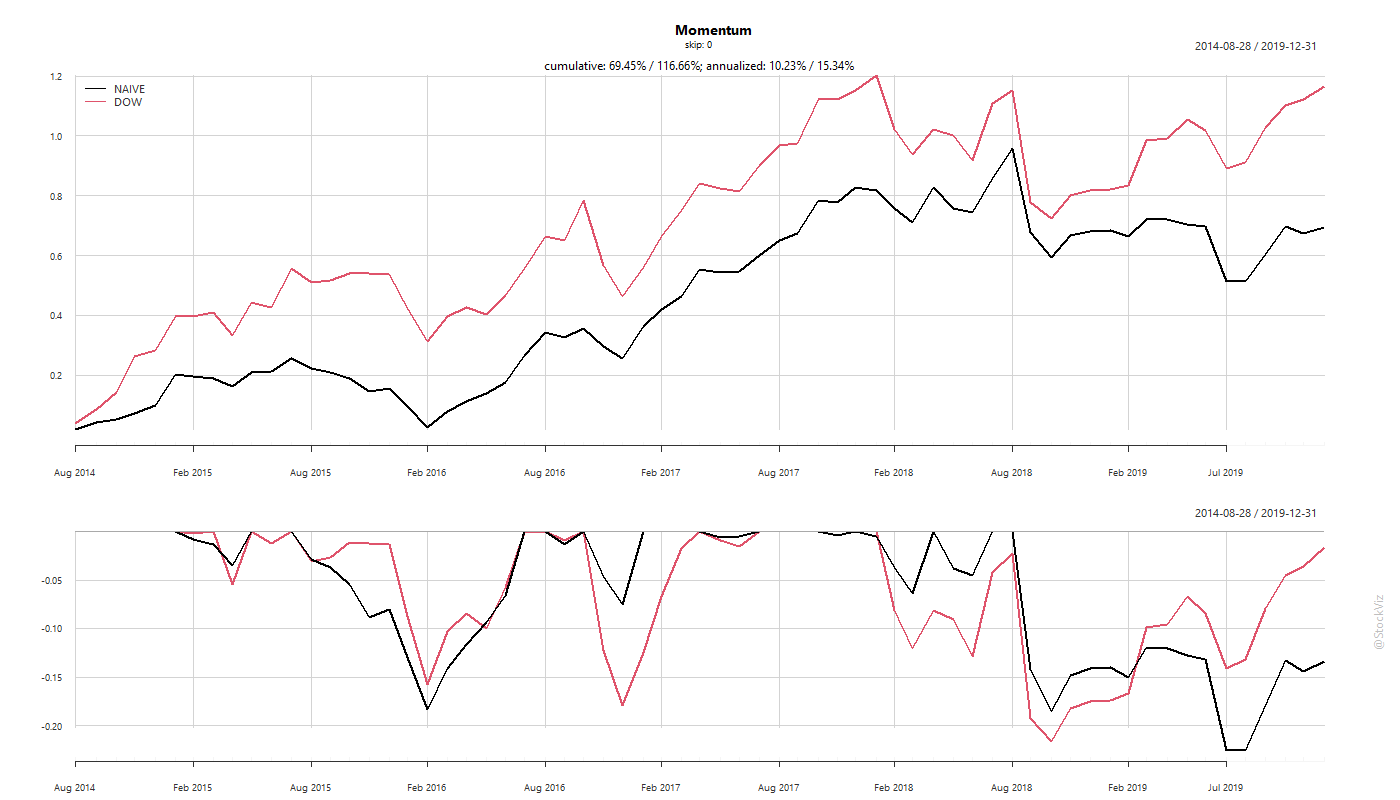 Momentum
skip: 0
2014-08-28 / 2019-12-31
cumulative: 69.45% / 116.66%; annualized: 10.23% / 15.34%
NAIVE
DOW
1.2
1.0
0.8
0.6
0.4
0.2
Aug 2014 Feb 2015 Aug 2015 Feb 2016 Aug 2016 Feb 2017 Aug 2017 Feb 2018 Aug 2018 Feb 2019 Jul 2019
2014-08-28 / 2019-12-31
-0.05
-0.10
-0.15
-0.20
Aug 2014 Feb 2015 Aug 2015 Feb 2016 Aug 2016 Feb 2017 Aug 2017 Feb 2018 Aug 2018 Feb 2019 Jul 2019
@StockViz